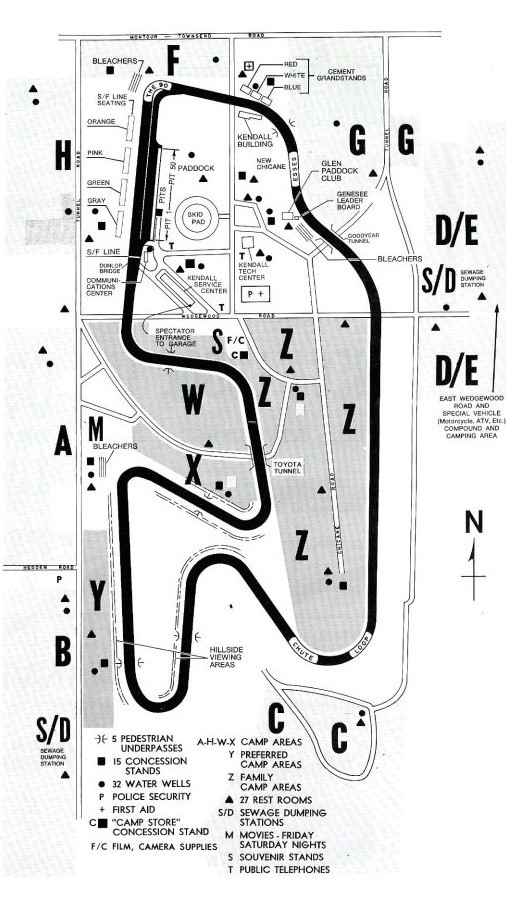 MONTOUR - TOWNSEND ROAD
BLEACHERS
F
THE 90
RED
WHITE
BLUE
CEMENT
GRANDSTANDS
S/F LINE
SEATING
ORANGE
PINK
GREEN
GRAY
H
TUNNEL ROAD
PITS
PIT 50
PIT 1
PADDOCK
SKID
PAD
KENDALL
BUILDING
NEW
CHICANE
ESSES
GLEN
PADDOCK
CLUB
GENESEE
LEADER
BOARD
GOODYEAR
TUNNEL
BLEACHERS
G G
TUNNEL ROAD
D/E
S/D
SEWAGE
DUMPING
STATION
S/F LINE
DUNLOP
BRIDGE
COMMUNI-
CATIONS
CENTER
T
KENDALL
SERVICE
CENTER
T
T
KENDALL
TECH
CENTER
P +
WEDGEWOOD ROAD
SPECTATOR
ENTRANCE
TO GARAGE
S F/C
C
Z
Z
Z
Z
W
X
D/E
EAST WEDGEWOOD
ROAD AND
SPECIAL VEHICLE
(Motorcycle, ATV, Etc.)
COMPOUND AND
CAMPING AREA
A
M
BLEACHERS
TOYOTA
TUNNEL
CHICANE ROAD
N
HEDDEN ROAD
P
Y
B
HILLSIDE
VIEWING
AREAS
CHUTE
LOOP
C
C
S/D
SEWAGE
DUMPING
STATION
5 PEDESTRIAN
UNDERPASSES
15 CONCESSION
STANDS
32 WATER WELLS
P POLICE SECURITY
+ FIRST AID
C "CAMP STORE"
CONCESSION STAND
F/C FILM, CAMERA SUPPLIES
A-H-W-X CAMP AREAS
Y PREFERRED
CAMP AREAS
Z FAMILY
CAMP AREAS
27 REST ROOMS
S/D SEWAGE DUMPING
STATIONS
M MOVIES - FRIDAY
SATURDAY NIGHTS
S SOUVENIR STANDS
T PUBLIC TELEPHONES